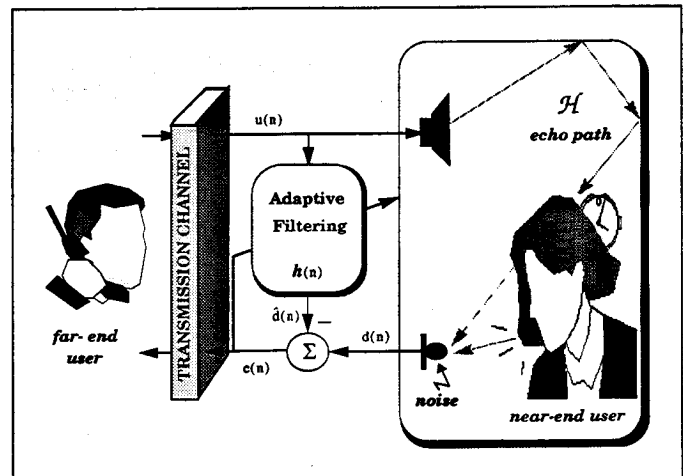 u(n)
ℋ
echo path
TRANSMISSION CHANNEL
Adaptive
Filtering
h(n)
d̂(n)
−
Σ
d(n)
e(n)
far- end
user
noise
near-end user